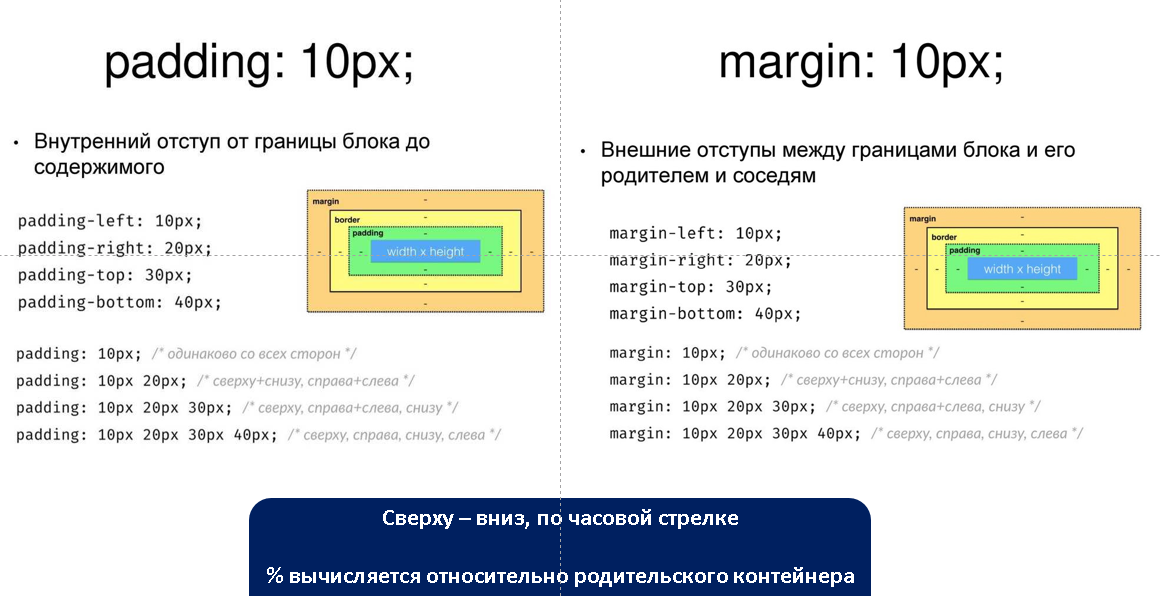 padding: 10px;
• Внутренний отступ от границы блока до
содержимого
padding-left: 10px;
padding-right: 20px;
padding-top: 30px;
padding-bottom: 40px;
margin
-
border
-
padding
-
- - - width x height - - -
-
-
-
padding: 10px; /* одинаково со всех сторон */
padding: 10px 20px; /* сверху+снизу, справа+слева */
padding: 10px 20px 30px; /* сверху, справа+слева, снизу */
padding: 10px 20px 30px 40px; /* сверху, справа, снизу, слева */
margin: 10px;
• Внешние отступы между границами блока и его
родителем и соседям
margin-left: 10px;
margin-right: 20px;
margin-top: 30px;
margin-bottom: 40px;
margin
-
border
-
padding
-
- - - width x height - - -
-
-
-
margin: 10px; /* одинаково со всех сторон */
margin: 10px 20px; /* сверху+снизу, справа+слева */
margin: 10px 20px 30px; /* сверху, справа+слева, снизу */
margin: 10px 20px 30px 40px; /* сверху, справа, снизу, слева */
Сверху – вниз, по часовой стрелке
% вычисляется относительно родительского контейнера